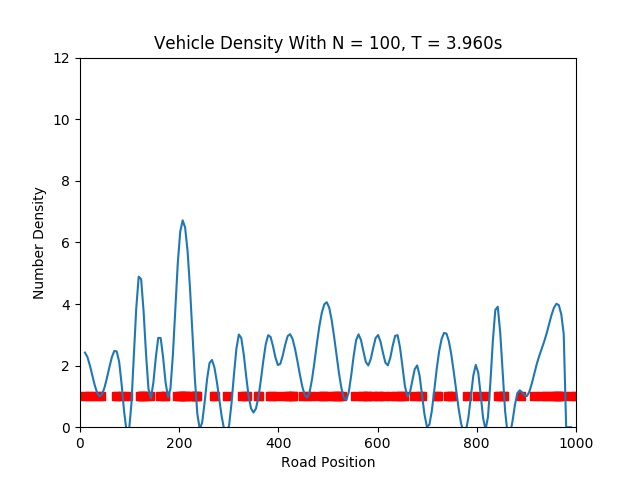 Vehicle Density With N = 100, T = 3.960s
12
10
8
6
4
2
0
Number Density
0 200 400 600 800 1000
Road Position